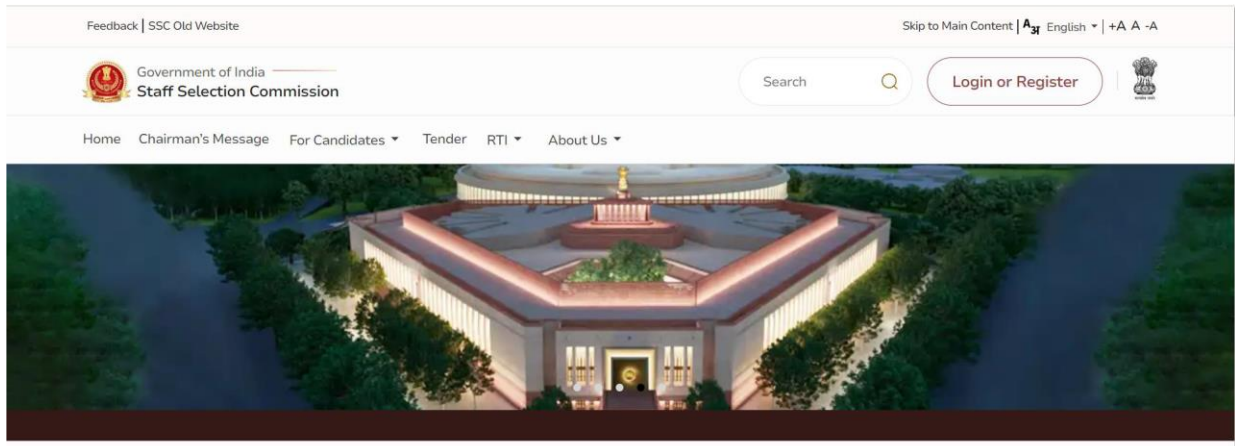 Feedback | SSC Old Website
Skip to Main Content | Aअ English | +A A -A
Government of India
Staff Selection Commission
Search
Login or Register
Home Chairman's Message For Candidates Tender RTI About Us